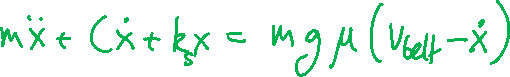 mẍ + Cẋ + k_s x = mgμ(v_belt - ẋ)